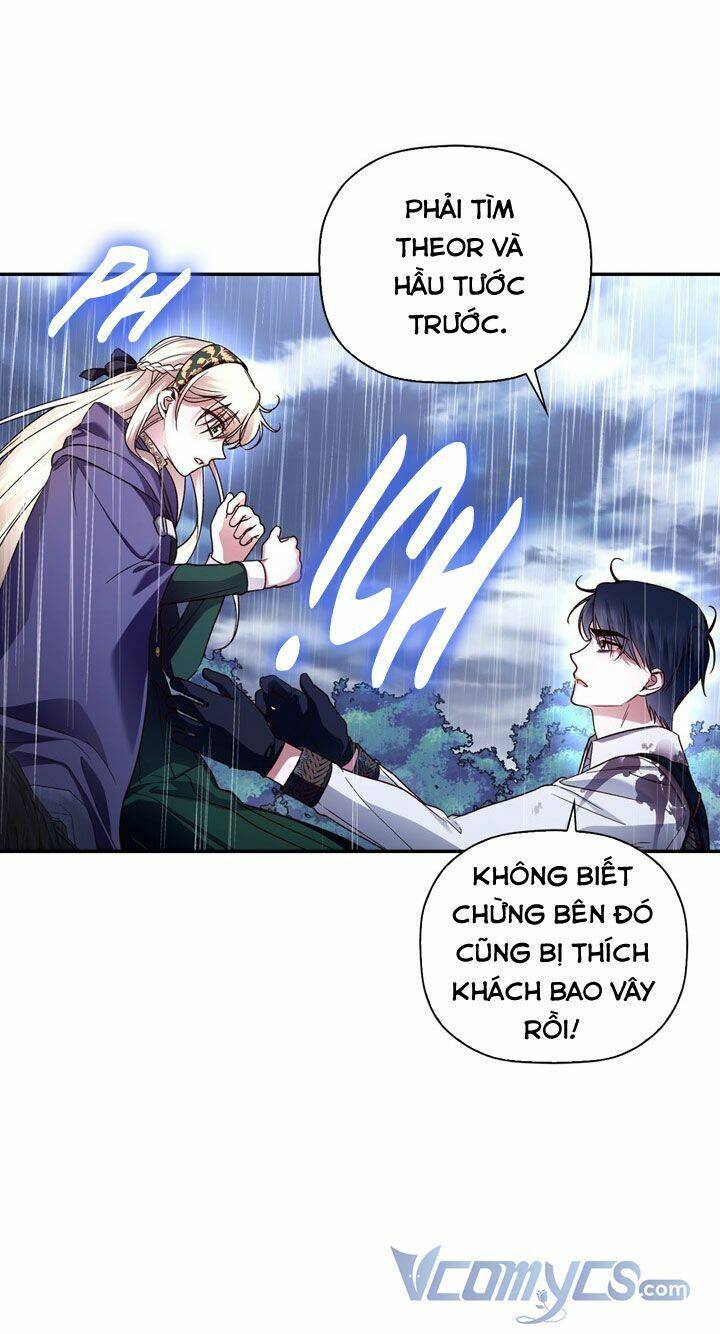 PHẢI TÌM
THEOR VÀ
HẦU TƯỚC
TRƯỚC.
PH
ỊCH
KHÔNG BIẾT
CHỪNG BÊN ĐÓ
CŨNG BỊ THÍCH
KHÁCH BAO VÂY
RỒI!
VCOMYCS.com